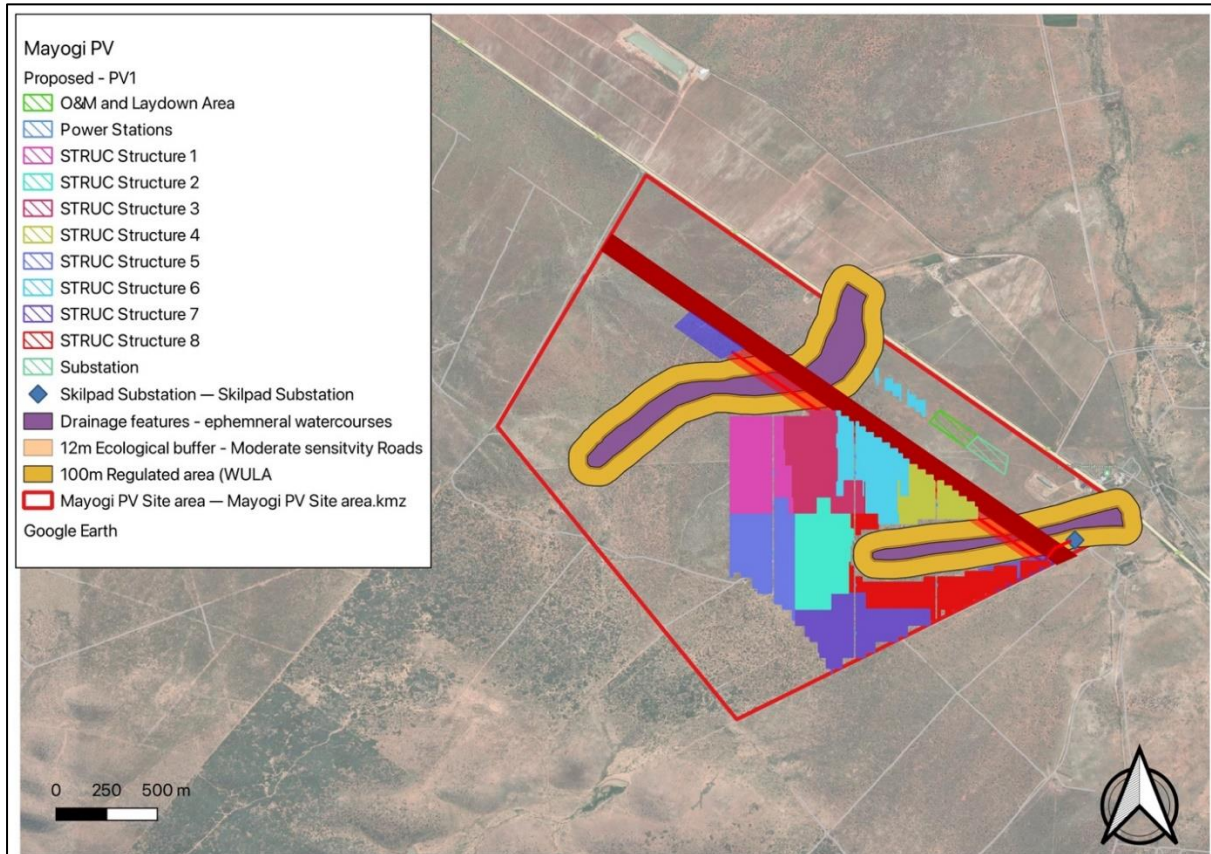 Mayogi PV
Proposed - PV1
O&M and Laydown Area
Power Stations
STRUC Structure 1
STRUC Structure 2
STRUC Structure 3
STRUC Structure 4
STRUC Structure 5
STRUC Structure 6
STRUC Structure 7
STRUC Structure 8
Substation
Skilpad Substation — Skilpad Substation
Drainage features - ephemneral watercourses
12m Ecological buffer - Moderate sensitvity Roads
100m Regulated area (WULA
Mayogi PV Site area — Mayogi PV Site area.kmz
Google Earth
0 250 500 m